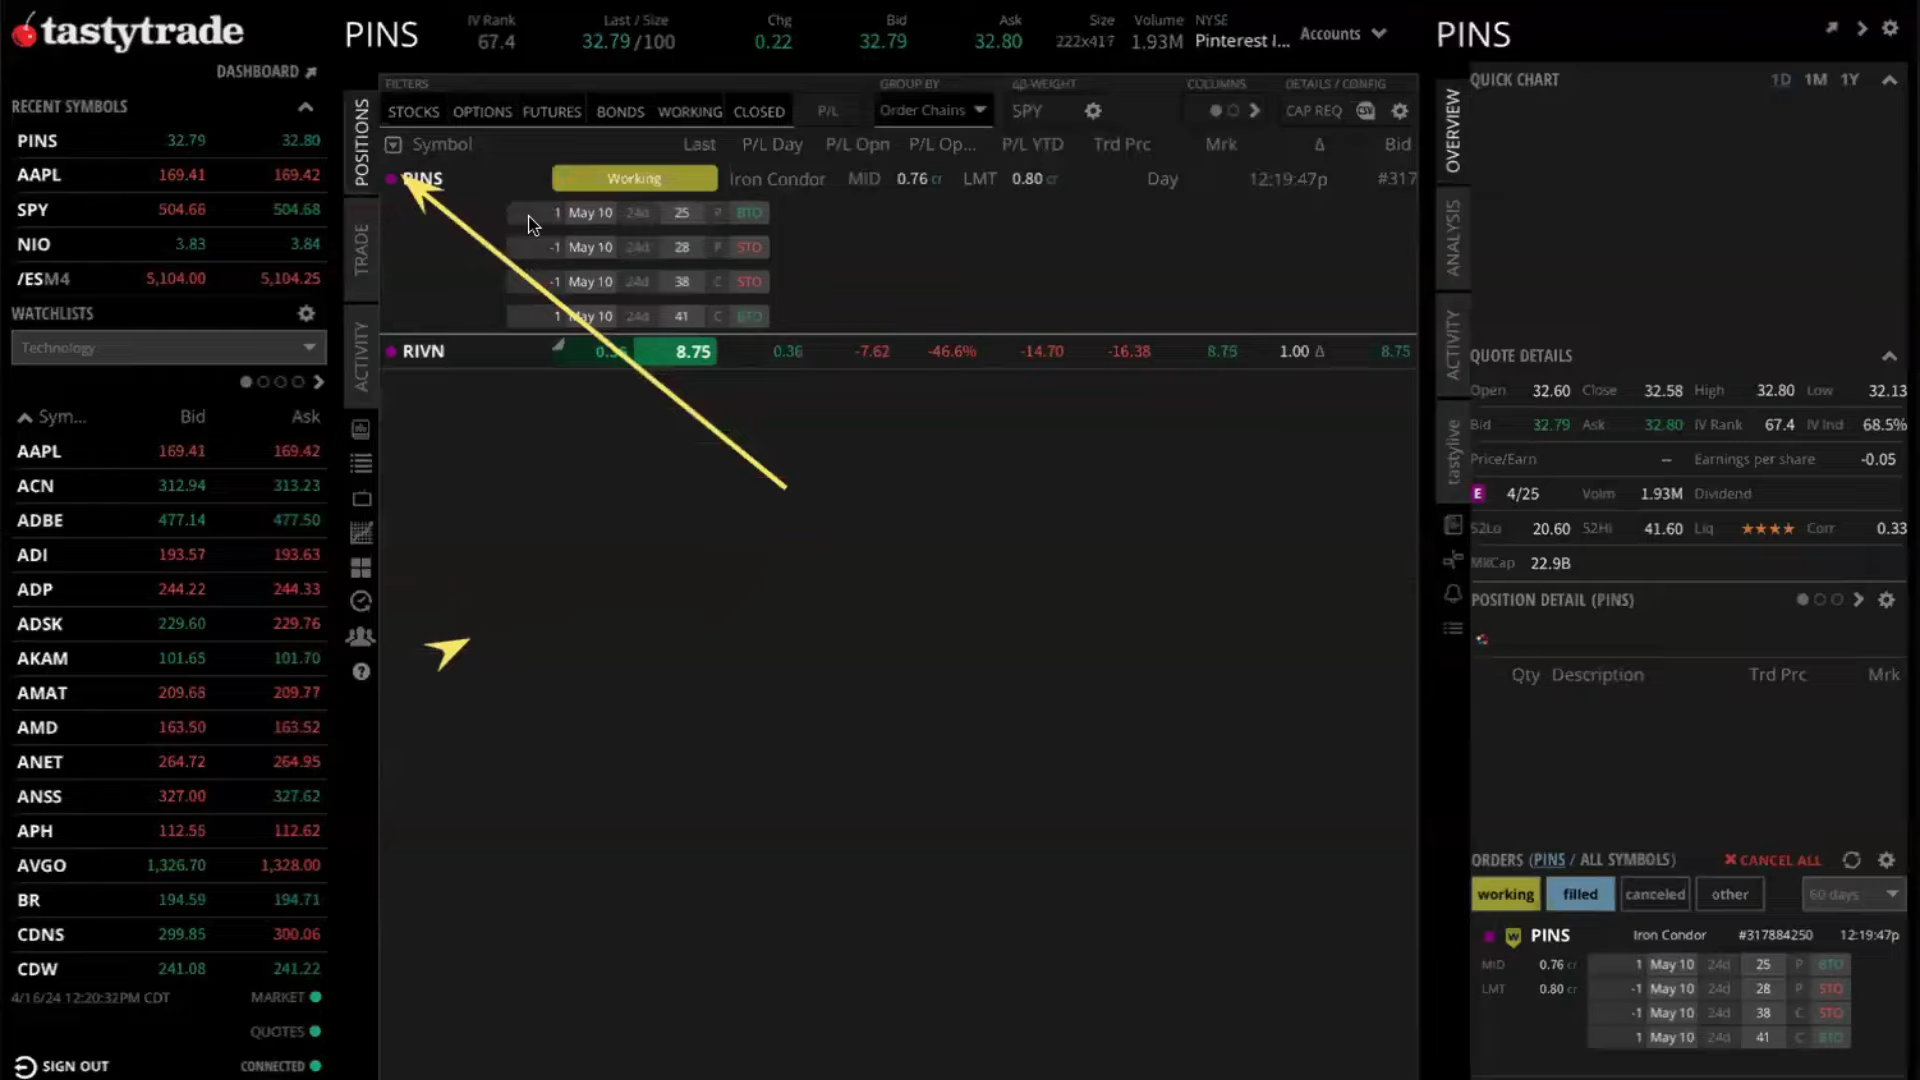 tastytrade
DASHBOARD
RECENT SYMBOLS
PINS 32.79 32.80
AAPL 169.41 169.42
SPY 504.66 504.68
NIO 3.83 3.84
/ESM4 5,104.00 5,104.25
WATCHLISTS
Technology
Sym... Bid Ask
AAPL 169.41 169.42
ACN 312.94 313.23
ADBE 477.14 477.50
ADI 193.57 193.63
ADP 244.22 244.33
ADSK 229.60 229.76
AKAM 101.65 101.70
AMAT 209.68 209.77
AMD 163.50 163.52
ANET 264.72 264.95
ANSS 327.00 327.62
APH 112.55 112.62
AVGO 1,326.70 1,328.00
BR 194.59 194.71
CDNS 299.85 300.06
CDW 241.08 241.22
4/16/24 12:20:32PM CDT MARKET
QUOTES
SIGN OUT CONNECTED
PINS
IV Rank Last / Size Chg Bid Ask Size Volume NYSE
67.4 32.79 /100 0.22 32.79 32.80 222x417 1.93M Pinterest I...
Accounts
POSITIONS
TRADE
ACTIVITY
FILTERS GROUP BY Δβ-WEIGHT COLUMNS DETAILS / CONFIG
STOCKS OPTIONS FUTURES BONDS WORKING CLOSED P/L Order Chains SPY CAP REQ CSV
Symbol Last P/L Day P/L Opn P/L Op... P/L YTD Trd Prc Mrk Δ Bid
PINS Working Iron Condor MID 0.76 cr LMT 0.80 cr Day 12:19:47p #317
1 May 10 24d 25 P BTO
-1 May 10 24d 28 P STO
-1 May 10 24d 38 C STO
1 May 10 24d 41 C BTO
RIVN 8.75 0.36 -7.62 -46.6% -14.70 -16.38 8.75 1.00 Δ 8.75
PINS
OVERVIEW
ANALYSIS
ACTIVITY
tastylive
QUICK CHART 1D 1M 1Y
QUOTE DETAILS
Open 32.60 Close 32.58 High 32.80 Low 32.13
Bid 32.79 Ask 32.80 IV Rank 67.4 IV Ind 68.5%
Price/Earn -- Earnings per share -0.05
E 4/25 Volm 1.93M Dividend
52Lo 20.60 52Hi 41.60 Liq ★★★★ Corr 0.33
MktCap 22.9B
POSITION DETAIL (PINS)
Qty Description Trd Prc Mrk
ORDERS (PINS / ALL SYMBOLS) CANCEL ALL
working filled canceled other 60 days
W PINS Iron Condor #317884250 12:19:47p
MID 0.76 cr 1 May 10 24d 25 P BTO
LMT 0.80 cr -1 May 10 24d 28 P STO
-1 May 10 24d 38 C STO
1 May 10 24d 41 C BTO